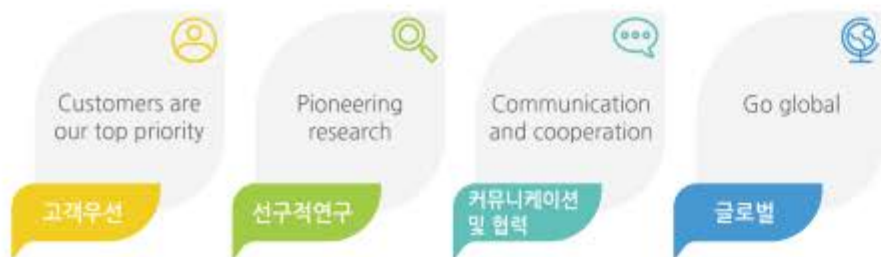 Customers are
our top priority
고객우선
Pioneering
research
선구적연구
Communication
and cooperation
커뮤니케이션
및 협력
Go global
글로벌